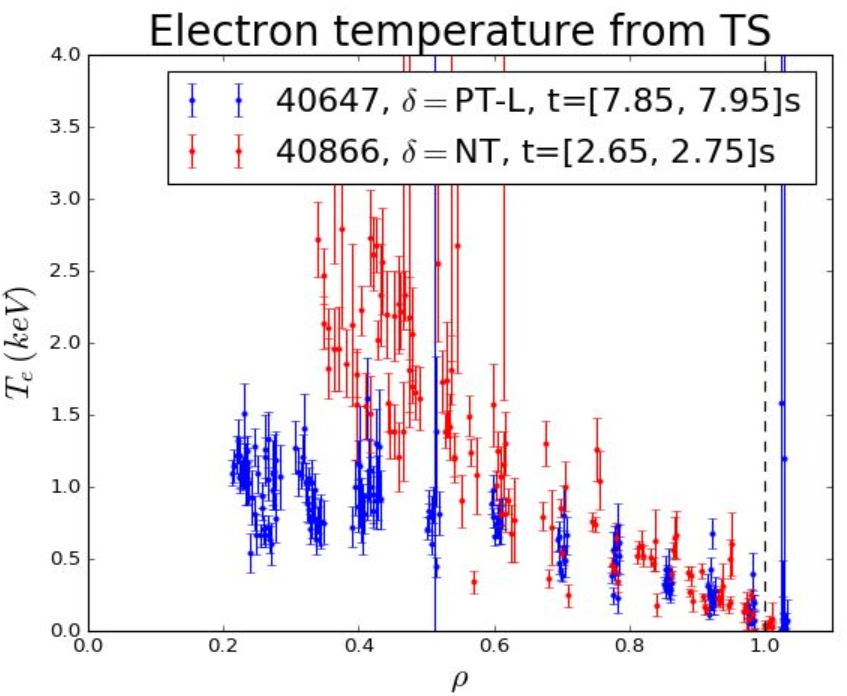 Electron temperature from TS
40647, δ = PT-L, t=[7.85, 7.95]s
40866, δ = NT, t=[2.65, 2.75]s
4.0
3.5
3.0
2.5
2.0
1.5
1.0
0.5
0.0
T_e (keV)
0.0 0.2 0.4 0.6 0.8 1.0
ρ